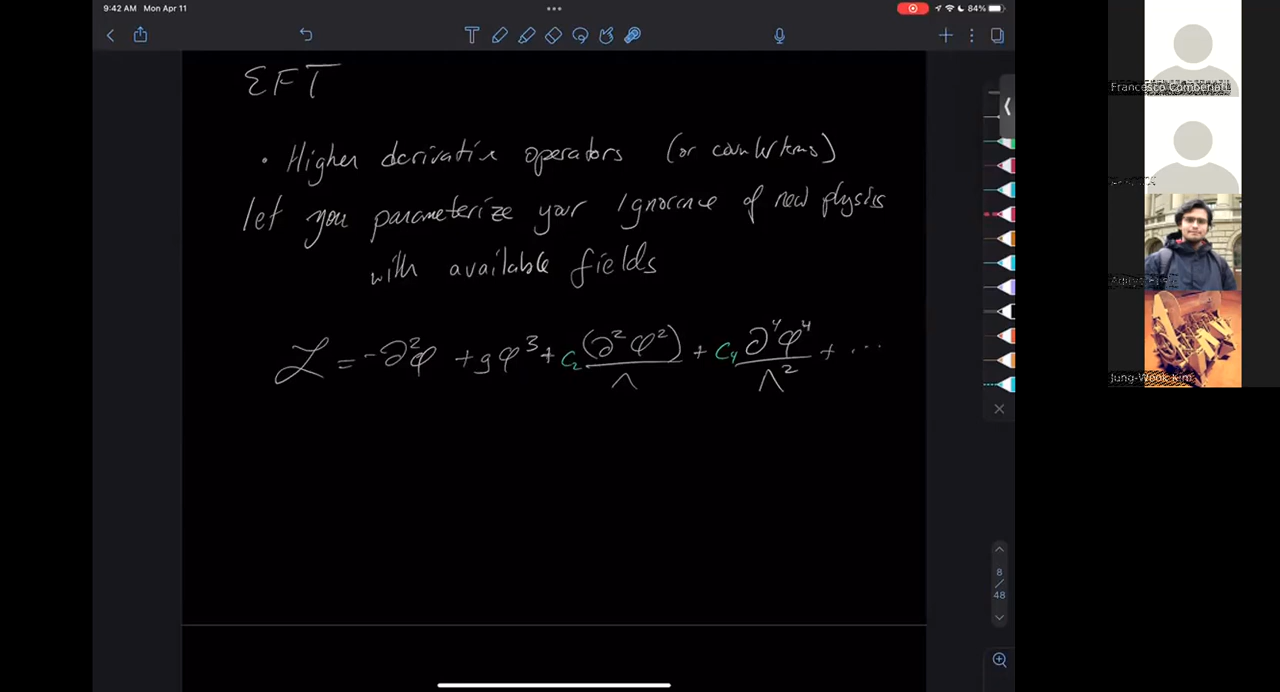 9:42 AM Mon Apr 11
84%
EFT
• Higher derivative operators (or counterterms)
let you parameterize your ignorance of new physics
with available fields
ℒ = -∂²φ + gφ³ + C₂ (∂²φ²)/Λ + C₄ ∂⁴φ⁴/Λ² + ...
8
/
48
Francesco Comberiati
Jung-Wook Kim